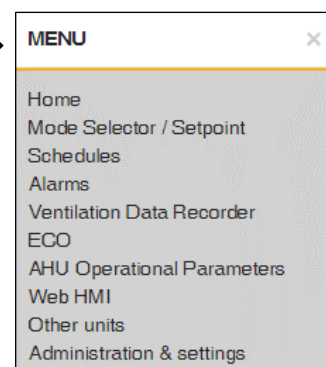 MENU ×
Home
Mode Selector / Setpoint
Schedules
Alarms
Ventilation Data Recorder
ECO
AHU Operational Parameters
Web HMI
Other units
Administration & settings